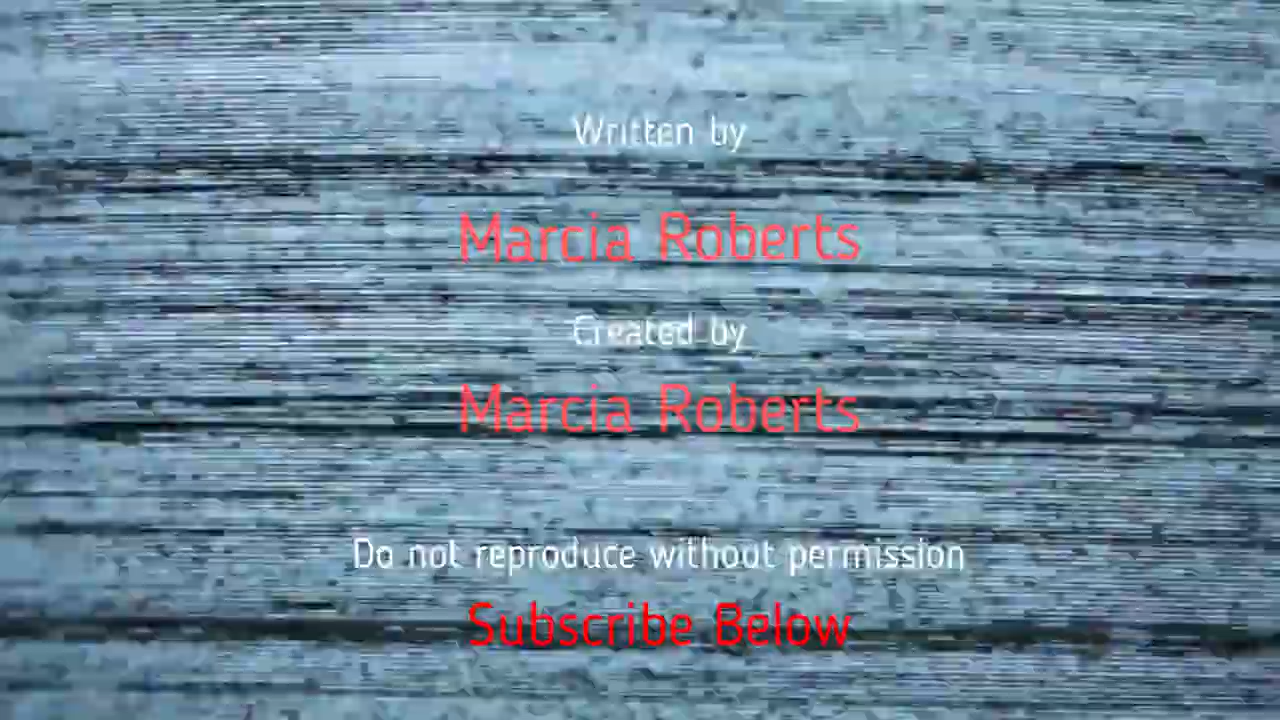 Written by
Marcia Roberts
Created by
Marcia Roberts
Do not reproduce without permission
Subscribe Below